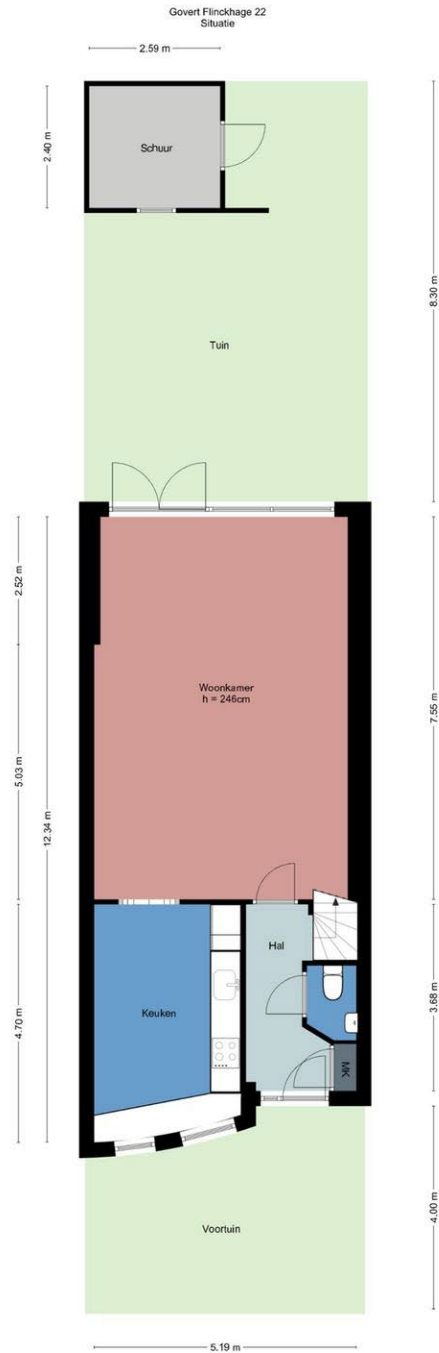 Govert Flinckhage 22
Situatie
2.59 m
2.40 m
Schuur
8.30 m
Tuin
2.52 m
Woonkamer
h = 246cm
7.55 m
5.03 m
12.34 m
Hal
4.70 m
Keuken
3.68 m
MK
4.00 m
Voortuin
5.19 m